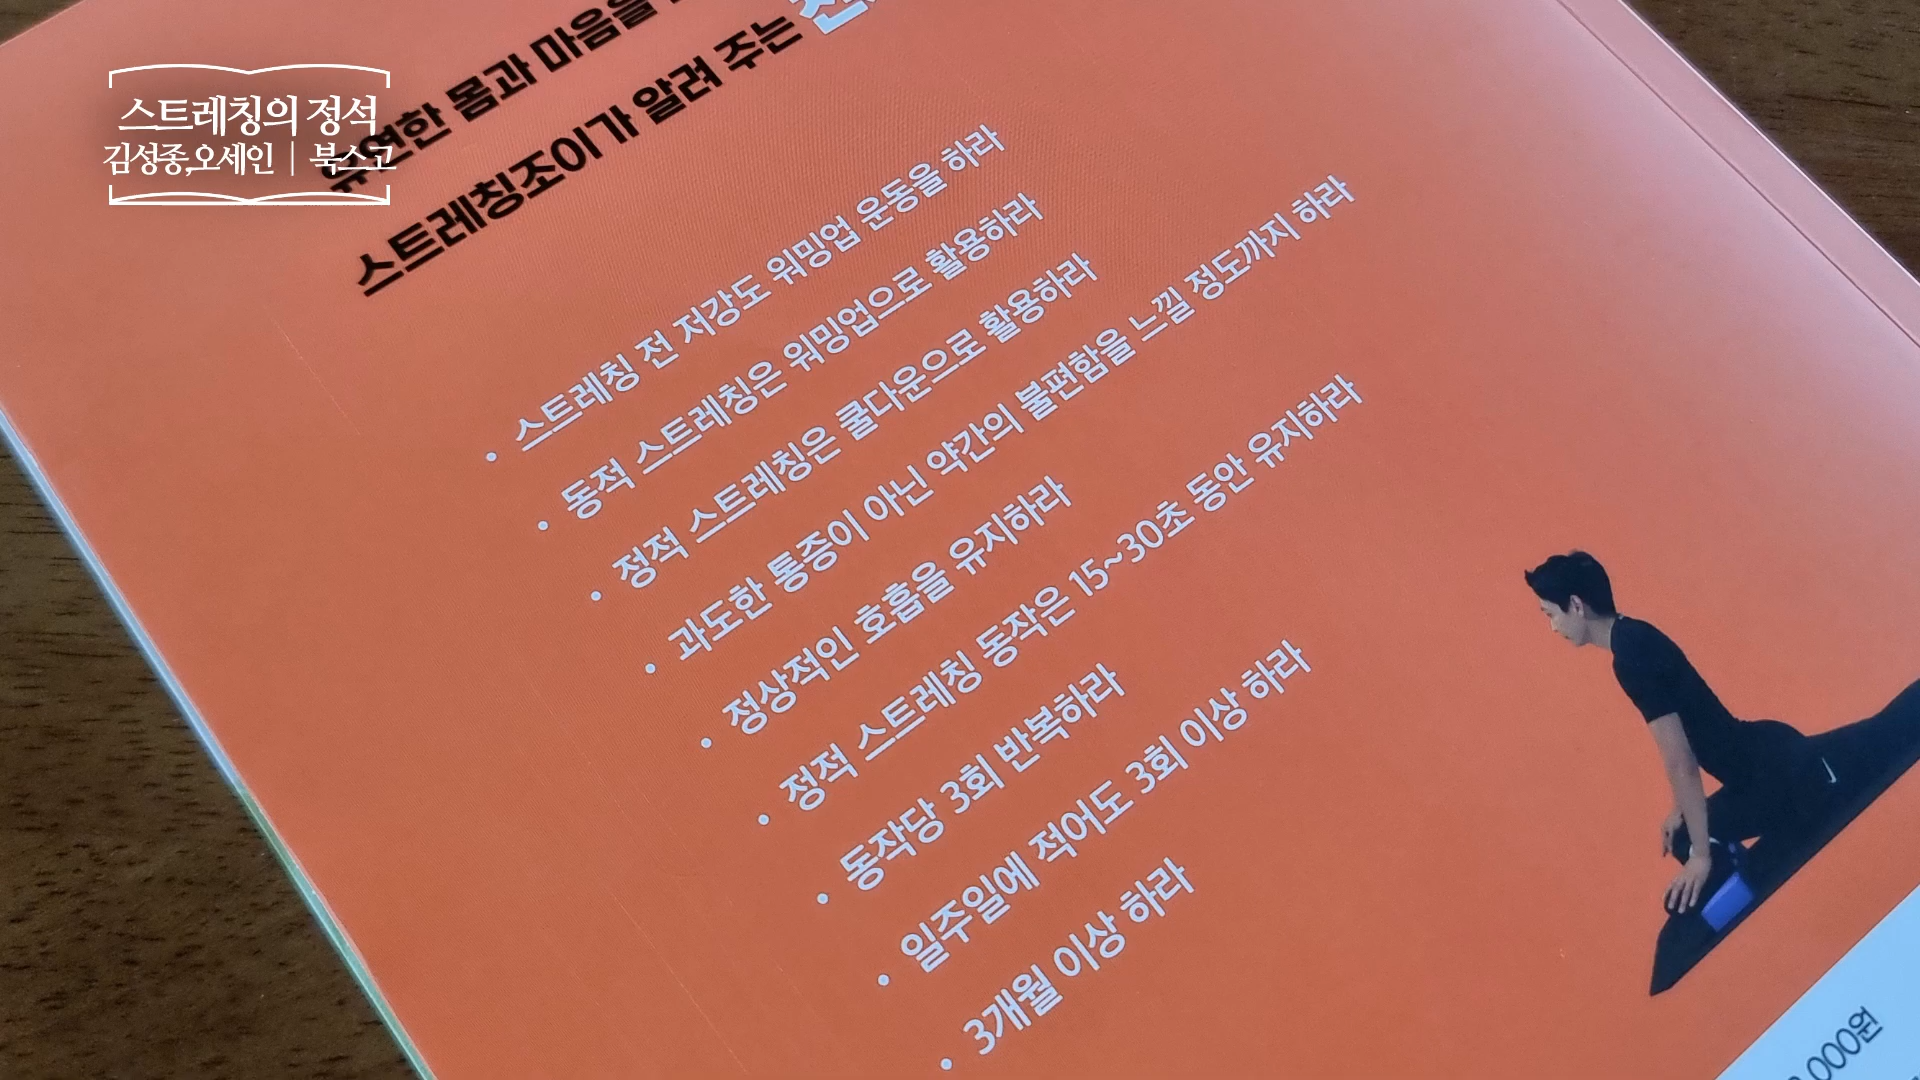 스트레칭의 정석
김성종,오세인 | 북스고
유연한 몸과 마음을
스트레칭조이가 알려 주는
• 스트레칭 전 저강도 워밍업 운동을 하라
• 동적 스트레칭은 워밍업으로 활용하라
• 정적 스트레칭은 쿨다운으로 활용하라
• 과도한 통증이 아닌 약간의 불편함을 느낄 정도까지 하라
• 정상적인 호흡을 유지하라
• 정적 스트레칭 동작은 15~30초 동안 유지하라
• 동작당 3회 반복하라
• 일주일에 적어도 3회 이상 하라
• 3개월 이상 하라
,000원